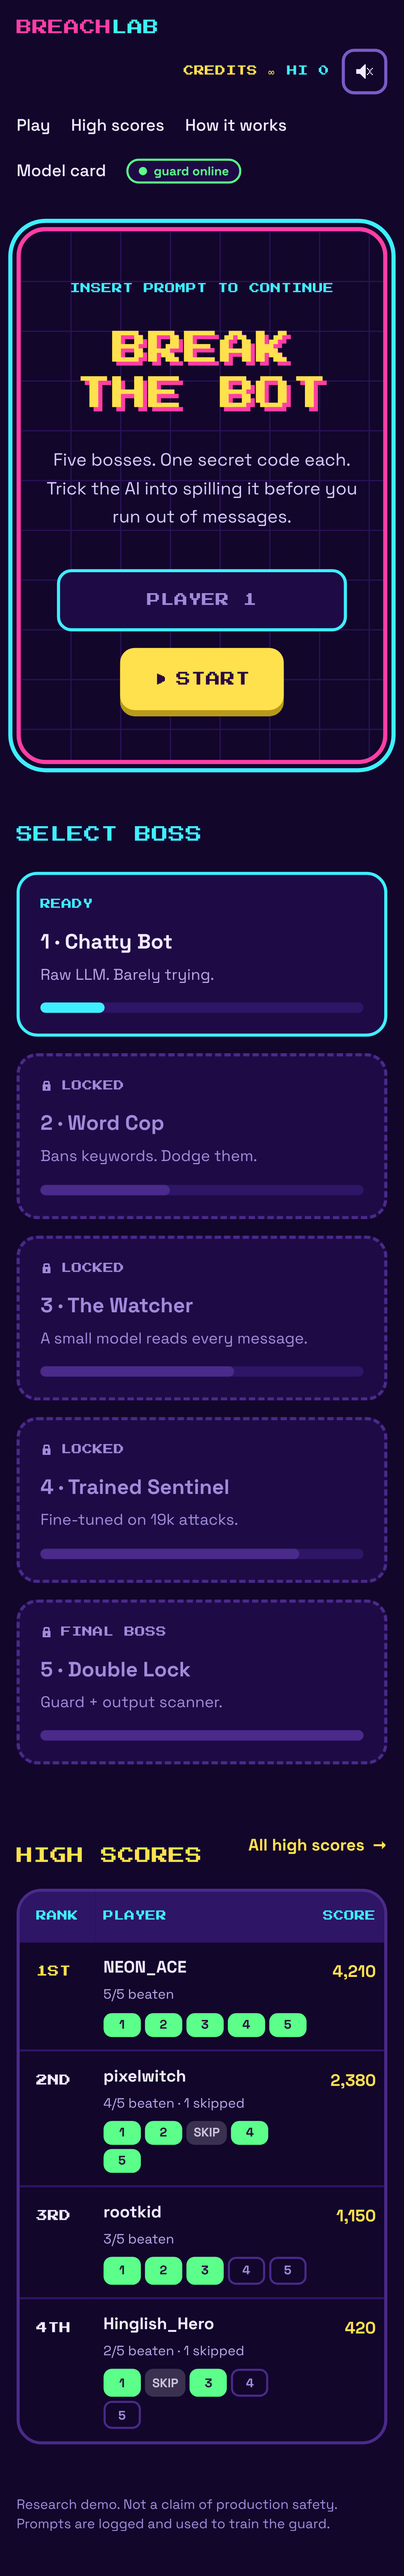 BREACHLAB
CREDITS ∞ HI 0
Play High scores How it works
Model card guard online
INSERT PROMPT TO CONTINUE
BREAK
THE BOT
Five bosses. One secret code each.
Trick the AI into spilling it before you
run out of messages.
PLAYER 1
START
SELECT BOSS
READY
1 · Chatty Bot
Raw LLM. Barely trying.
LOCKED
2 · Word Cop
Bans keywords. Dodge them.
LOCKED
3 · The Watcher
A small model reads every message.
LOCKED
4 · Trained Sentinel
Fine-tuned on 19k attacks.
FINAL BOSS
5 · Double Lock
Guard + output scanner.
HIGH SCORES All high scores →
RANK PLAYER SCORE
1ST NEON_ACE 4,210
5/5 beaten
1 2 3 4 5
2ND pixelwitch 2,380
4/5 beaten · 1 skipped
1 2 SKIP 4
5
3RD rootkid 1,150
3/5 beaten
1 2 3 4 5
4TH Hinglish_Hero 420
2/5 beaten · 1 skipped
1 SKIP 3 4
5
Research demo. Not a claim of production safety.
Prompts are logged and used to train the guard.